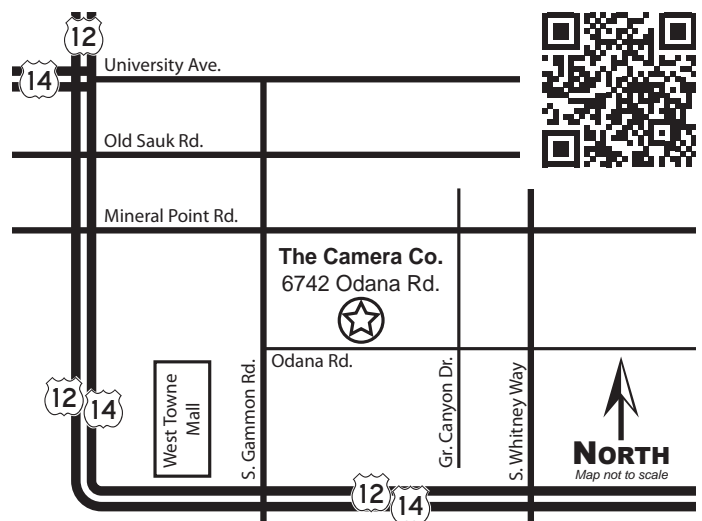 12
14
University Ave.
Old Sauk Rd.
Mineral Point Rd.
The Camera Co.
6742 Odana Rd.
Odana Rd.
12
14
West Towne
Mall
S. Gammon Rd.
Gr. Canyon Dr.
S. Whitney Way
NORTH
Map not to scale
12
14